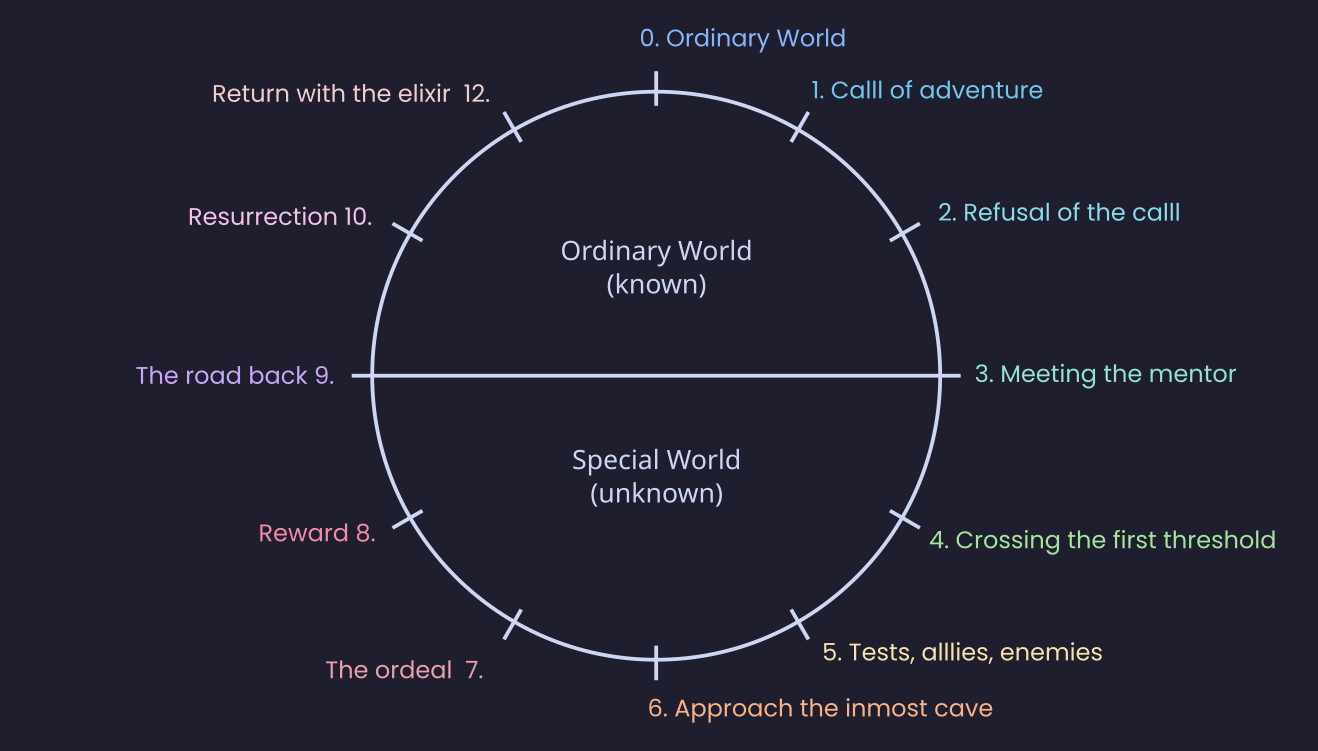 0. Ordinary World
1. Calll of adventure
2. Refusal of the calll
3. Meeting the mentor
4. Crossing the first threshold
5. Tests, alllies, enemies
6. Approach the inmost cave
The ordeal  7.
Reward 8.
The road back 9.
Resurrection 10.
Return with the elixir  12.
Ordinary World
(known)
Special World
(unknown)